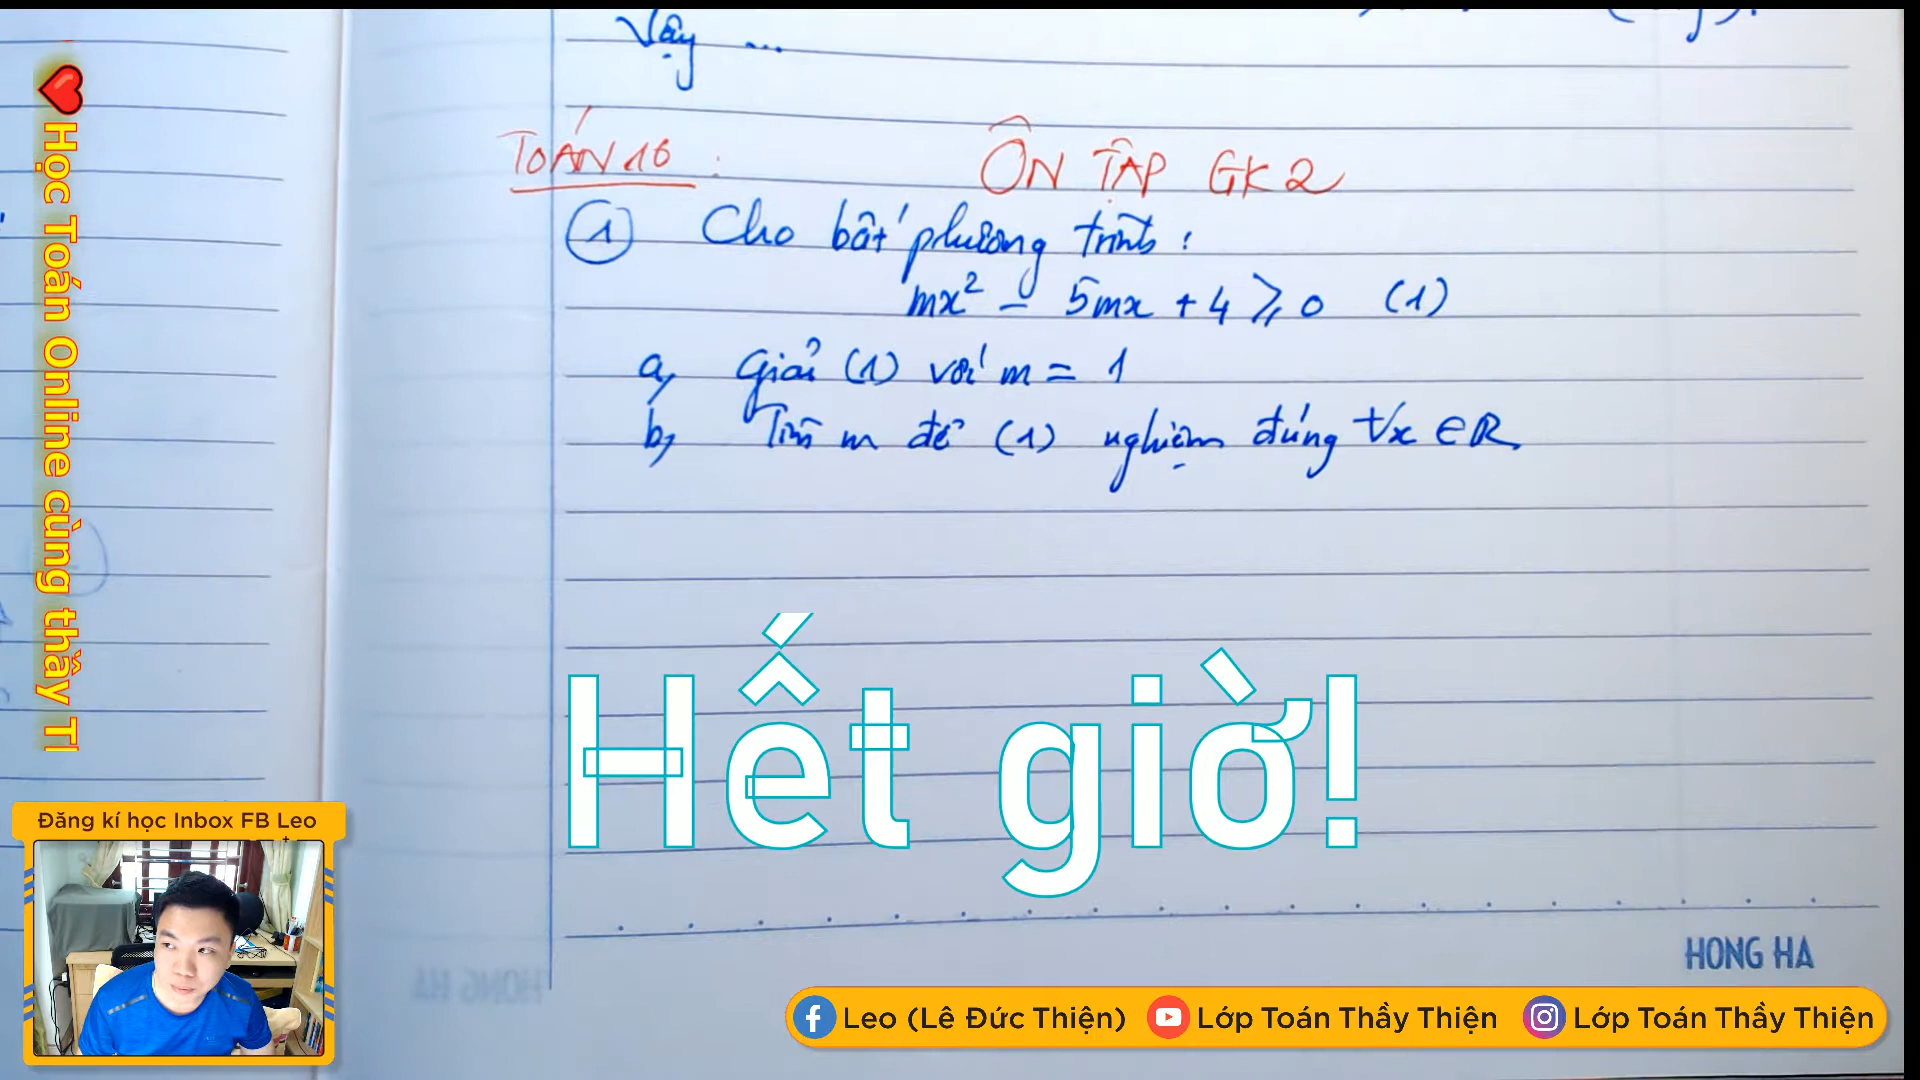 Vậy ...
TOÁN 10 :
ÔN TẬP GK2
① Cho bất phương trình :
mx² - 5mx + 4 ⩾ 0 (1)
a, Giải (1) với m = 1
b, Tìm m để (1) nghiệm đúng ∀x ∈ R.
Hết giờ!
HONG HA
Học Toán Online cùng thầy T
Đăng kí học Inbox FB Leo
Leo (Lê Đức Thiện)
Lớp Toán Thầy Thiện
Lớp Toán Thầy Thiện